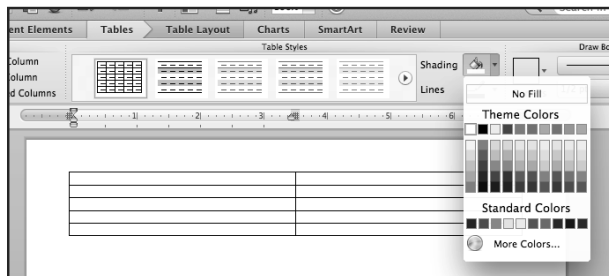 ent Elements Tables Table Layout Charts SmartArt Review
Table Styles Draw Bo
olumn
olumn
d Columns
Shading
Lines
No Fill
Theme Colors
Standard Colors
More Colors...
1 2 3 4 5 6